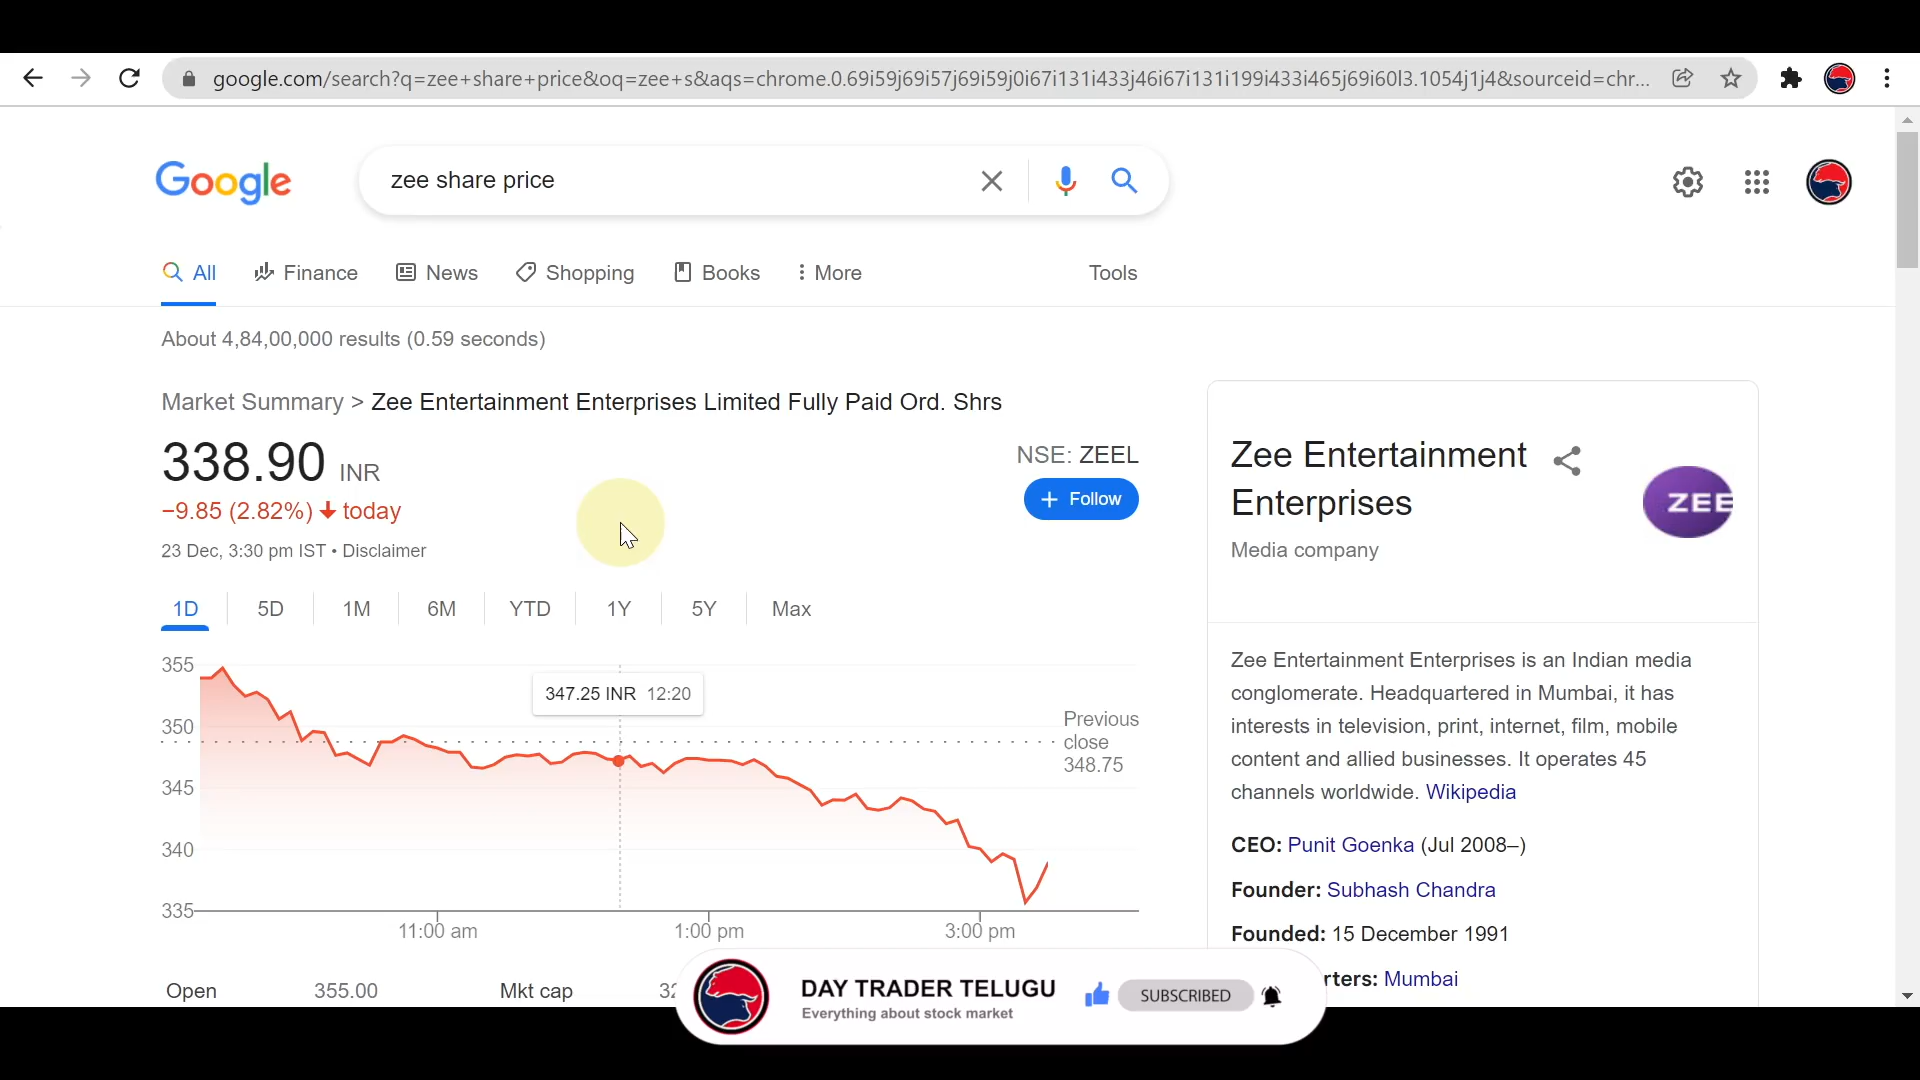 google.com/search?q=zee+share+price&oq=zee+s&aqs=chrome.0.69i59j69i57j69i59j0i67i131i433j46i67i131i199i433i465j69i60l3.1054j1j4&sourceid=chr...
Google
zee share price
All
Finance
News
Shopping
Books
More
Tools
About 4,84,00,000 results (0.59 seconds)
Market Summary > Zee Entertainment Enterprises Limited Fully Paid Ord. Shrs
338.90 INR
NSE: ZEEL
−9.85 (2.82%) today
+ Follow
23 Dec, 3:30 pm IST • Disclaimer
1D
5D
1M
6M
YTD
1Y
5Y
Max
355
350
345
340
335
347.25 INR 12:20
Previous
close
348.75
11:00 am
1:00 pm
3:00 pm
Open 355.00
Mkt cap
Zee Entertainment
Enterprises
ZEE
Media company
Zee Entertainment Enterprises is an Indian media
conglomerate. Headquartered in Mumbai, it has
interests in television, print, internet, film, mobile
content and allied businesses. It operates 45
channels worldwide. Wikipedia
CEO: Punit Goenka (Jul 2008–)
Founder: Subhash Chandra
Founded: 15 December 1991
rters: Mumbai
DAY TRADER TELUGU
Everything about stock market
SUBSCRIBED